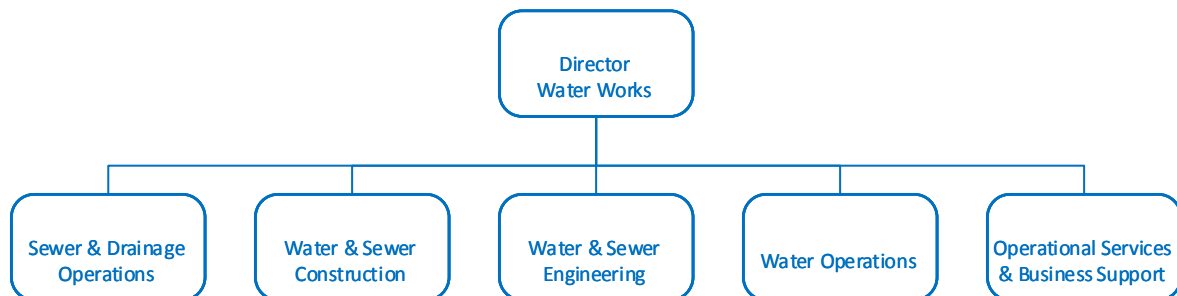 Director
Water Works
Sewer & Drainage
Operations
Water & Sewer
Construction
Water & Sewer
Engineering
Water Operations
Operational Services
& Business Support